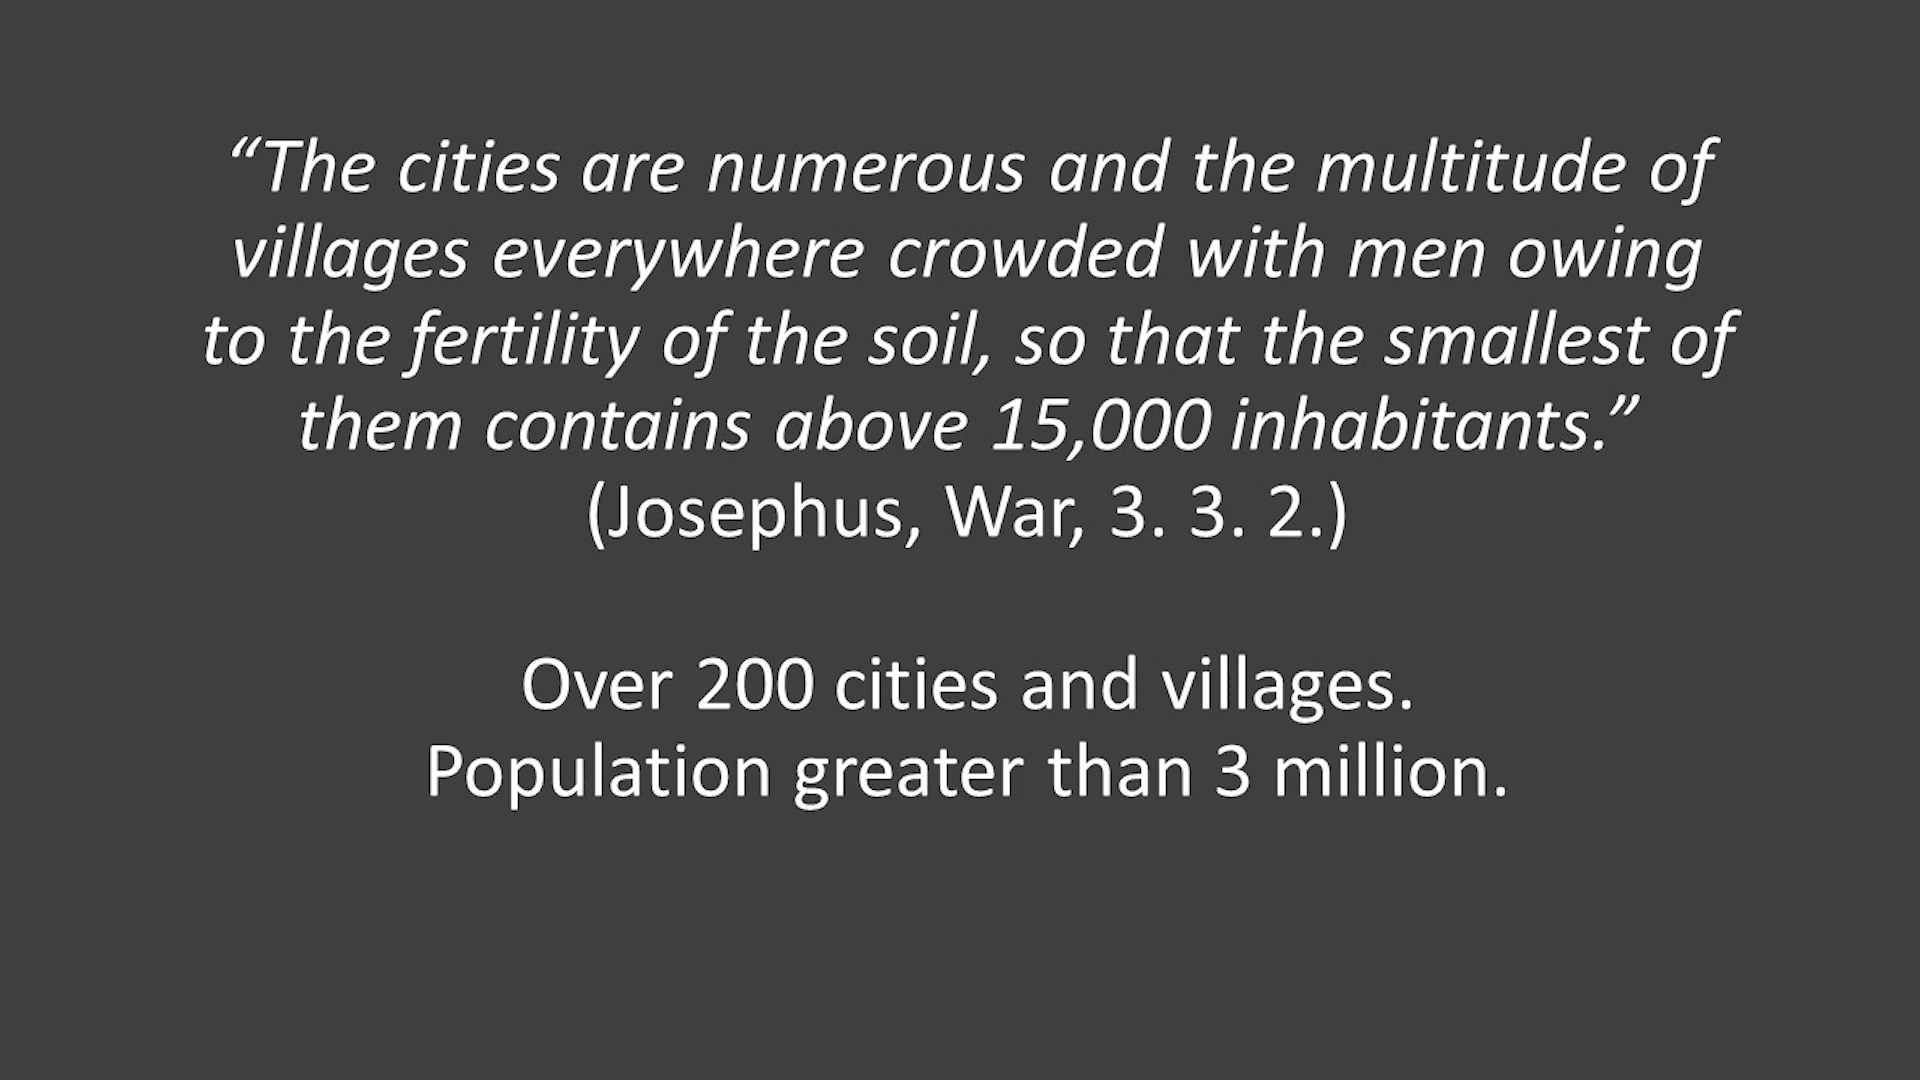 “The cities are numerous and the multitude of
villages everywhere crowded with men owing
to the fertility of the soil, so that the smallest of
them contains above 15,000 inhabitants.”
(Josephus, War, 3. 3. 2.)
Over 200 cities and villages.
Population greater than 3 million.